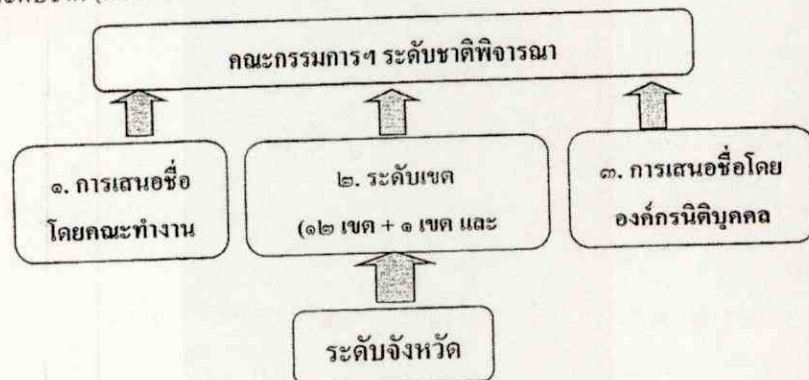 คณะกรรมการฯ ระดับชาติพิจารณา
๑. การเสนอชื่อ
โดยคณะทำงาน
๒. ระดับเขต
(๑๒ เขต + ๑ เขต และ
๓. การเสนอชื่อโดย
องค์กรนิติบุคคล
ระดับจังหวัด